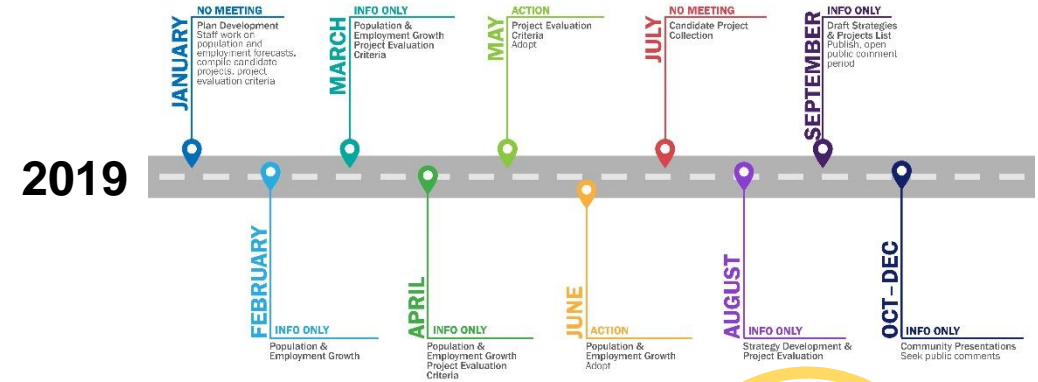 2019
JANUARY
NO MEETING
Plan Development
Staff work on
population and
employment forecasts,
compile candidate
projects, project
evaluation criteria
FEBRUARY
INFO ONLY
Population &
Employment Growth
MARCH
INFO ONLY
Population &
Employment Growth
Project Evaluation
Criteria
APRIL
INFO ONLY
Population &
Employment Growth
Project Evaluation
Criteria
MAY
ACTION
Project Evaluation
Criteria
Adopt
JUNE
ACTION
Population &
Employment Growth
Adopt
JULY
NO MEETING
Candidate Project
Collection
AUGUST
INFO ONLY
Strategy Development &
Project Evaluation
SEPTEMBER
INFO ONLY
Draft Strategies
& Projects List
Publish, open
public comment
period
OCT–DEC
INFO ONLY
Community Presentations
Seek public comments